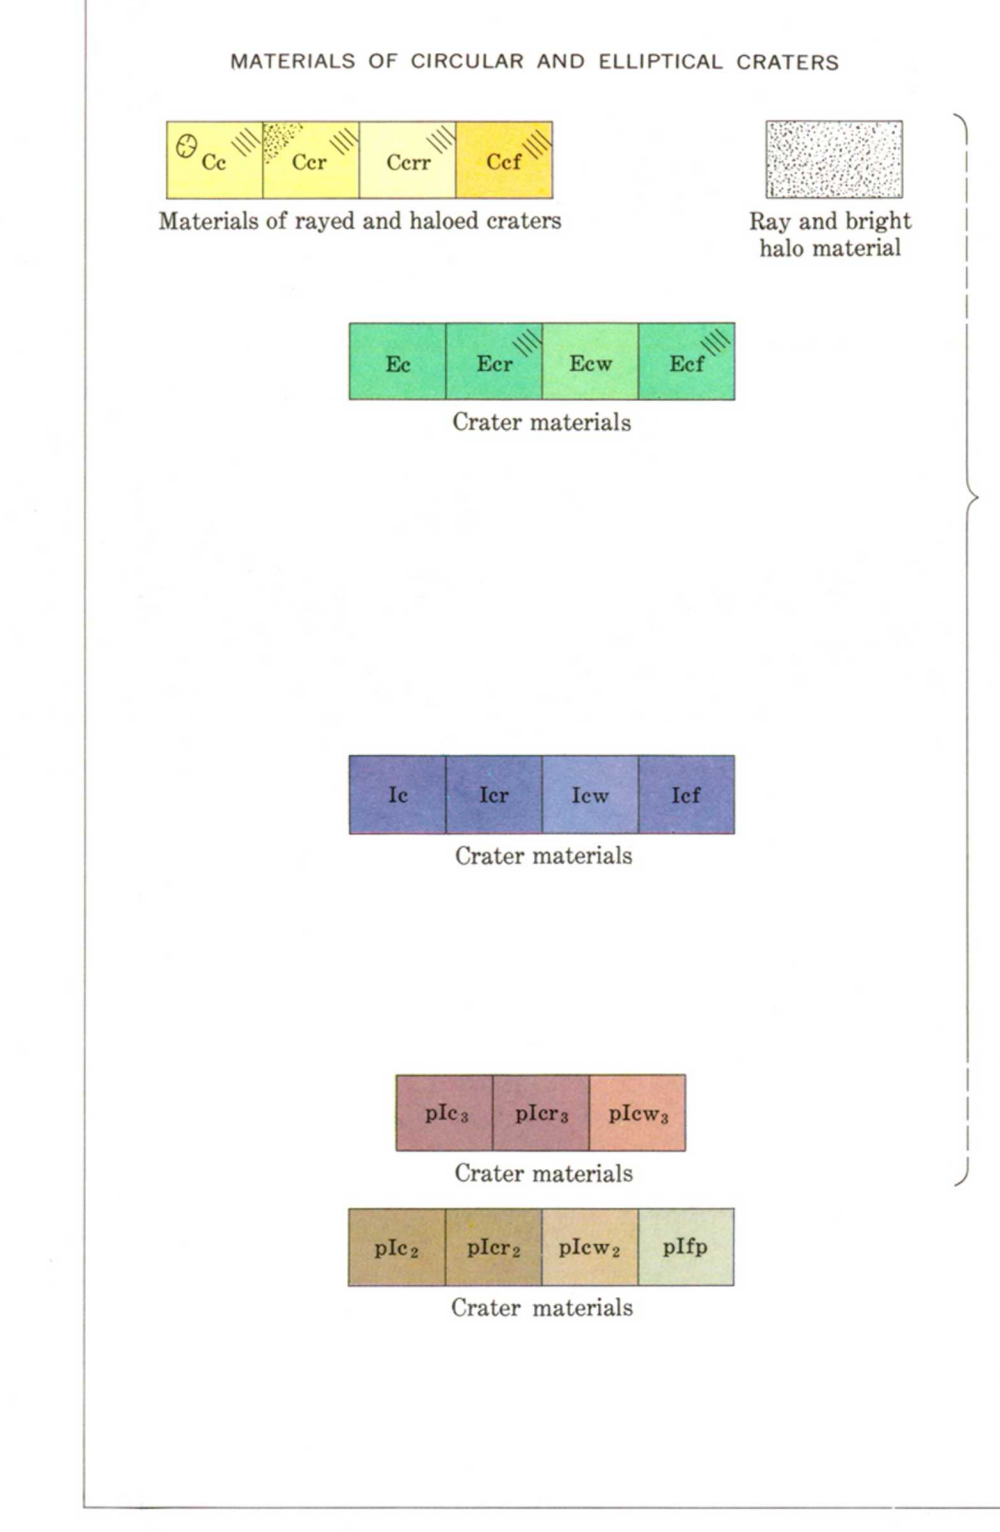 MATERIALS OF CIRCULAR AND ELLIPTICAL CRATERS
Cc Ccr Ccrr Ccf
Materials of rayed and haloed craters
Ray and bright
halo material
Ec Ecr Ecw Ecf
Crater materials
Ic Icr Icw Icf
Crater materials
pIc₃ pIcr₃ pIcw₃
Crater materials
pIc₂ pIcr₂ pIcw₂ pIfp
Crater materials